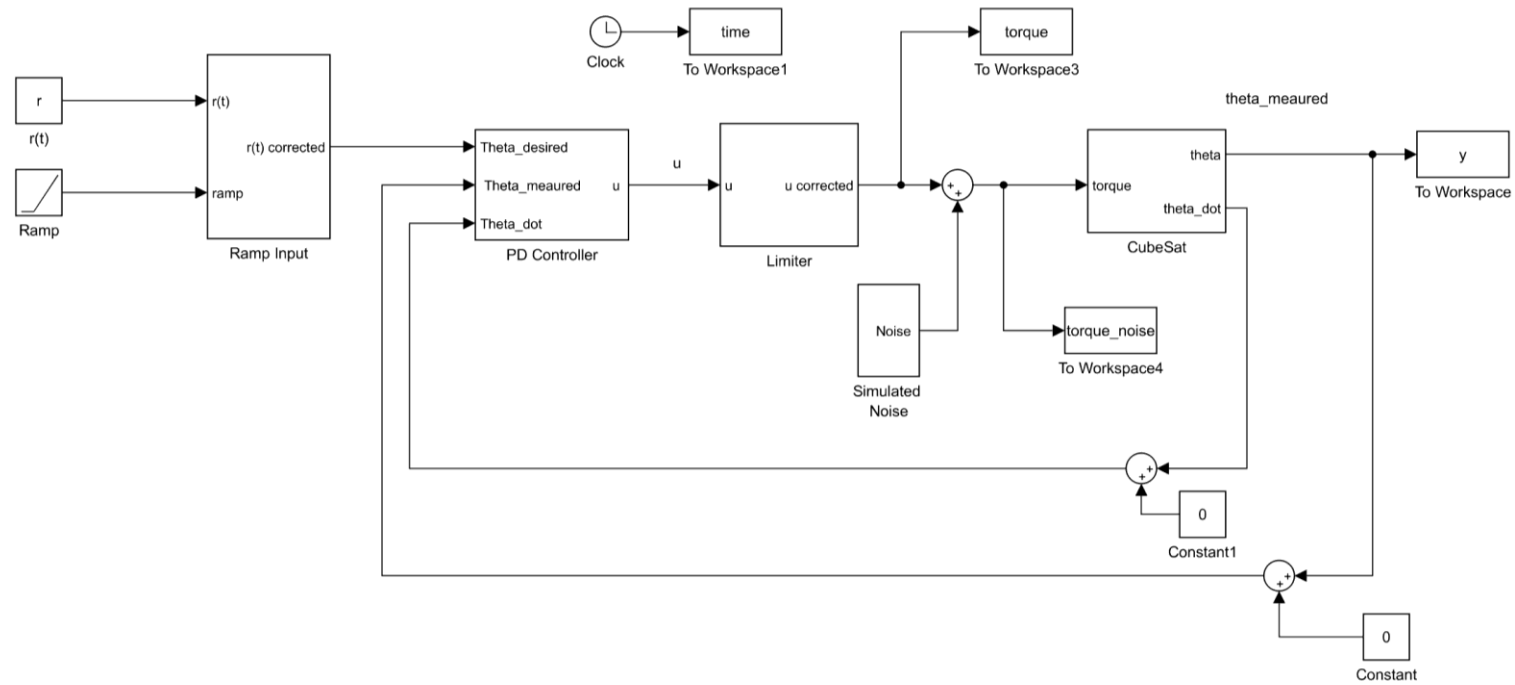 time
Clock
To Workspace1
torque
To Workspace3
theta_meaured
r
r(t)
r(t)
r(t) corrected
ramp
Ramp
Ramp Input
Theta_desired
Theta_meaured
u
Theta_dot
PD Controller
u
u
u corrected
Limiter
+
+
torque
theta
theta_dot
CubeSat
y
To Workspace
Noise
Simulated
Noise
torque_noise
To Workspace4
+
+
0
Constant1
+
+
0
Constant